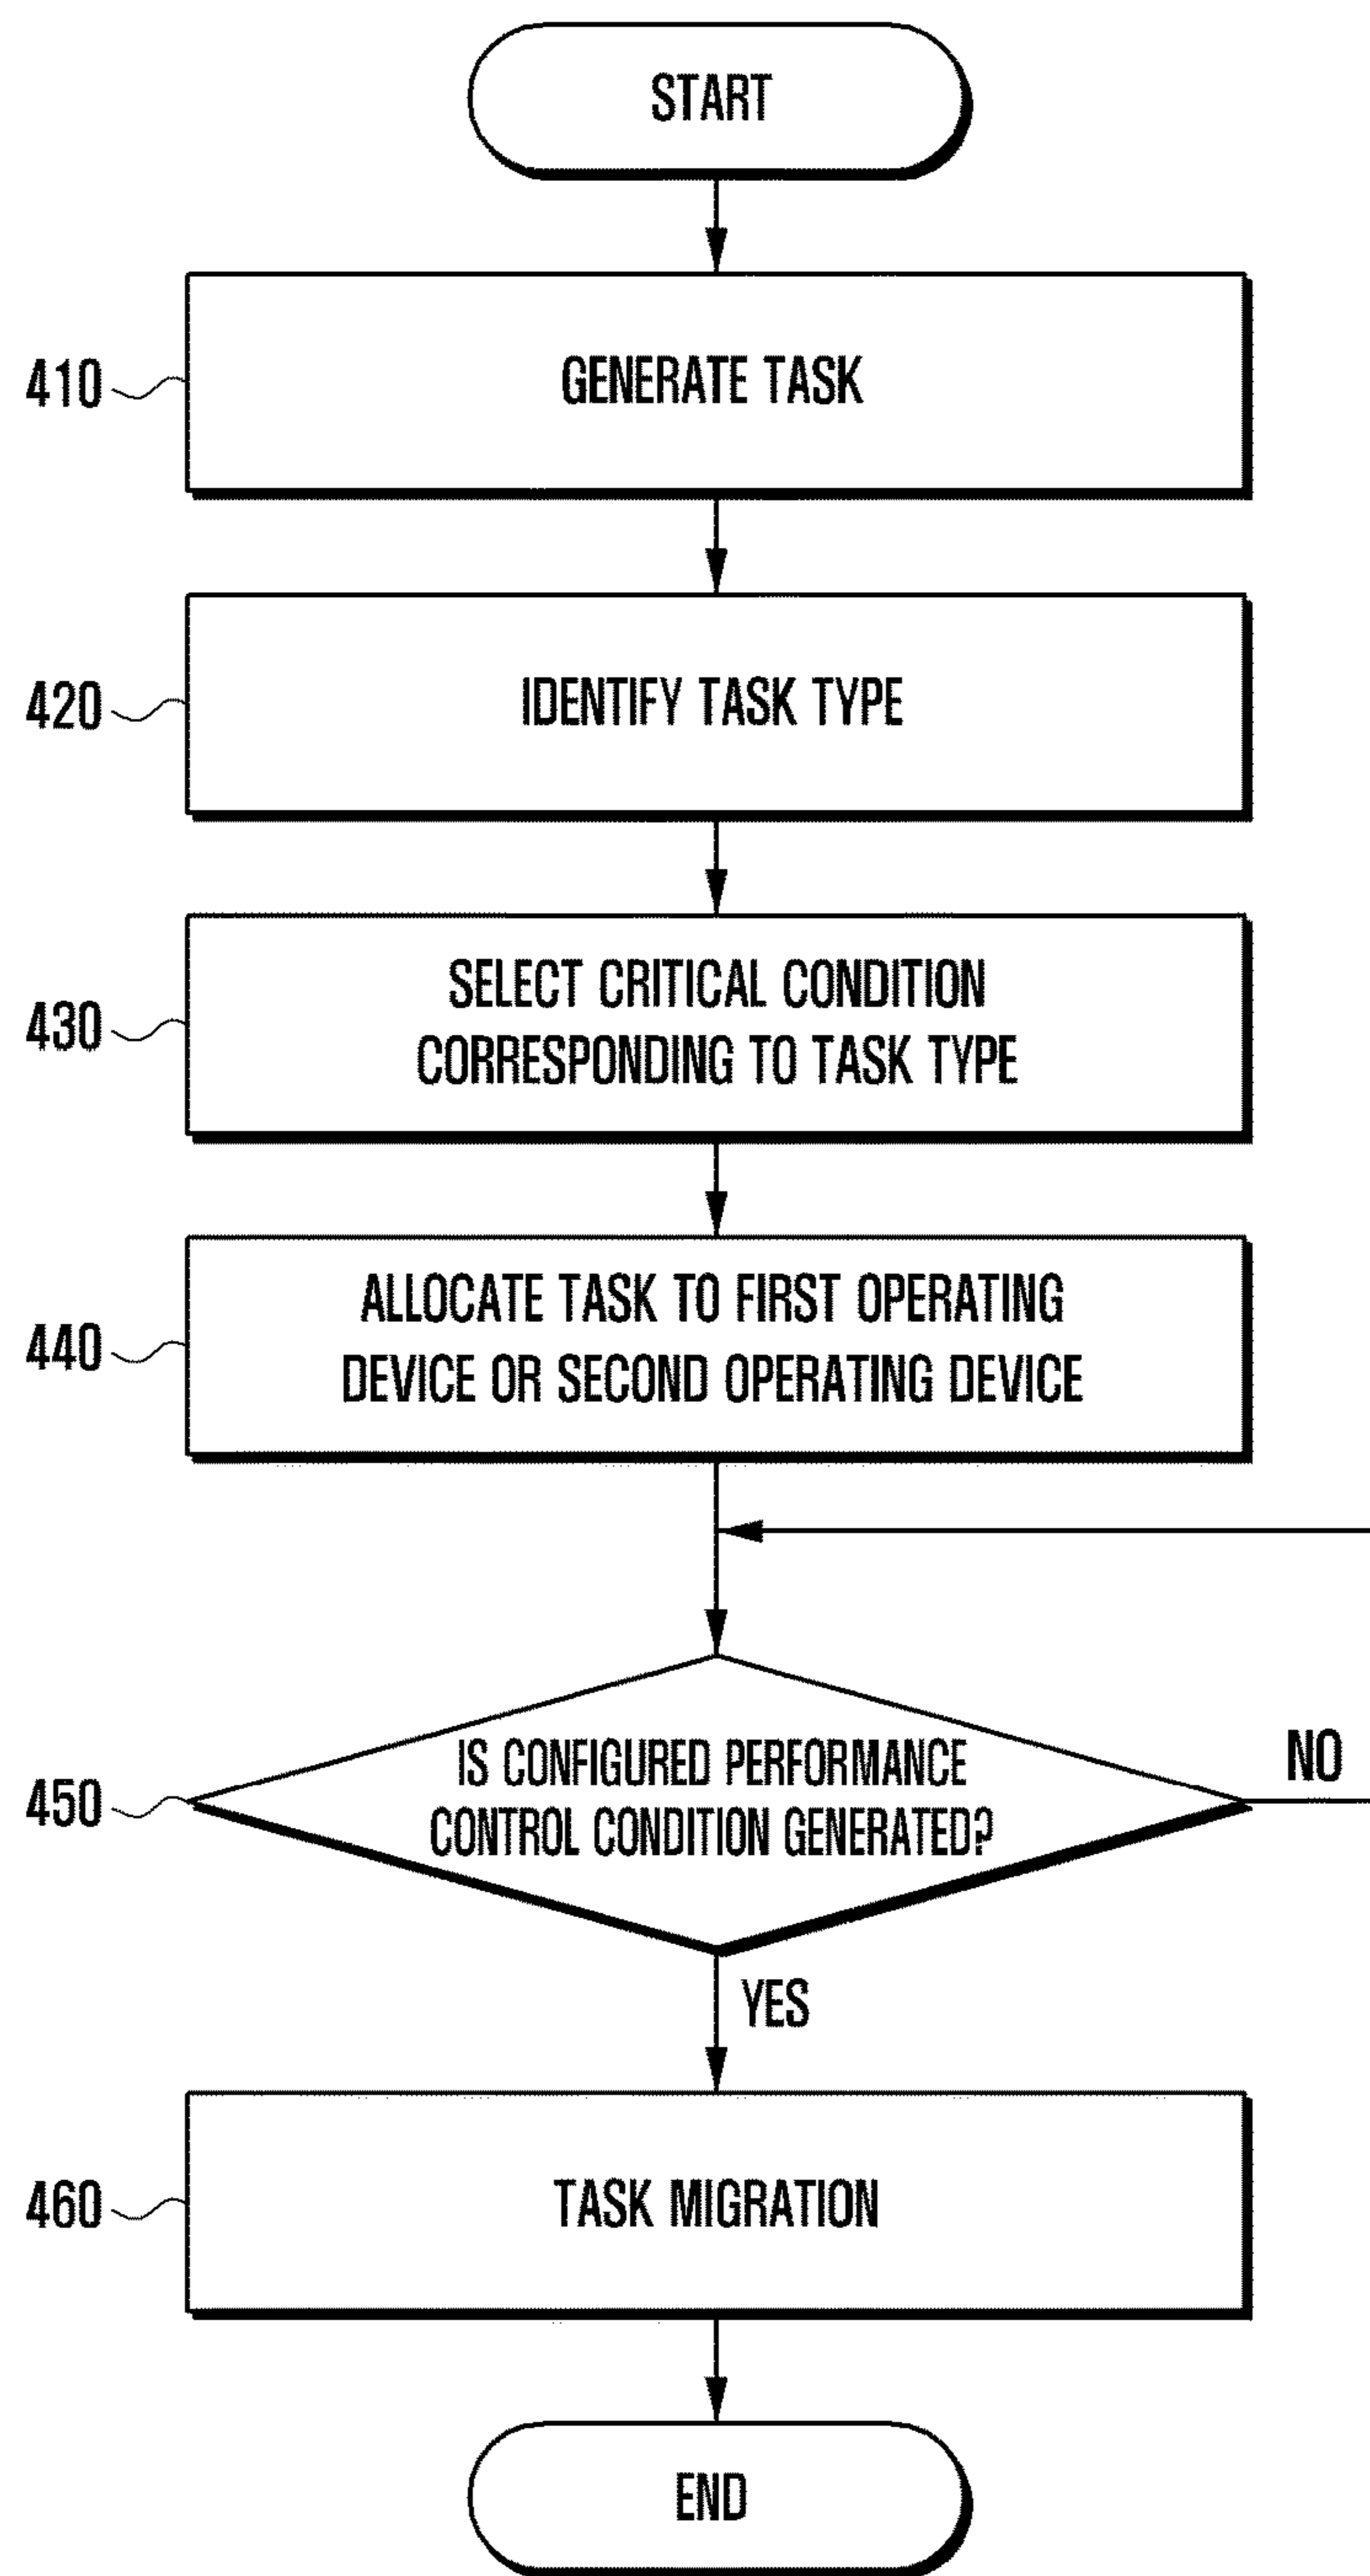 START
410
GENERATE TASK
420
IDENTIFY TASK TYPE
430
SELECT CRITICAL CONDITION
CORRESPONDING TO TASK TYPE
440
ALLOCATE TASK TO FIRST OPERATING
DEVICE OR SECOND OPERATING DEVICE
450
IS CONFIGURED PERFORMANCE
CONTROL CONDITION GENERATED?
NO
YES
460
TASK MIGRATION
END